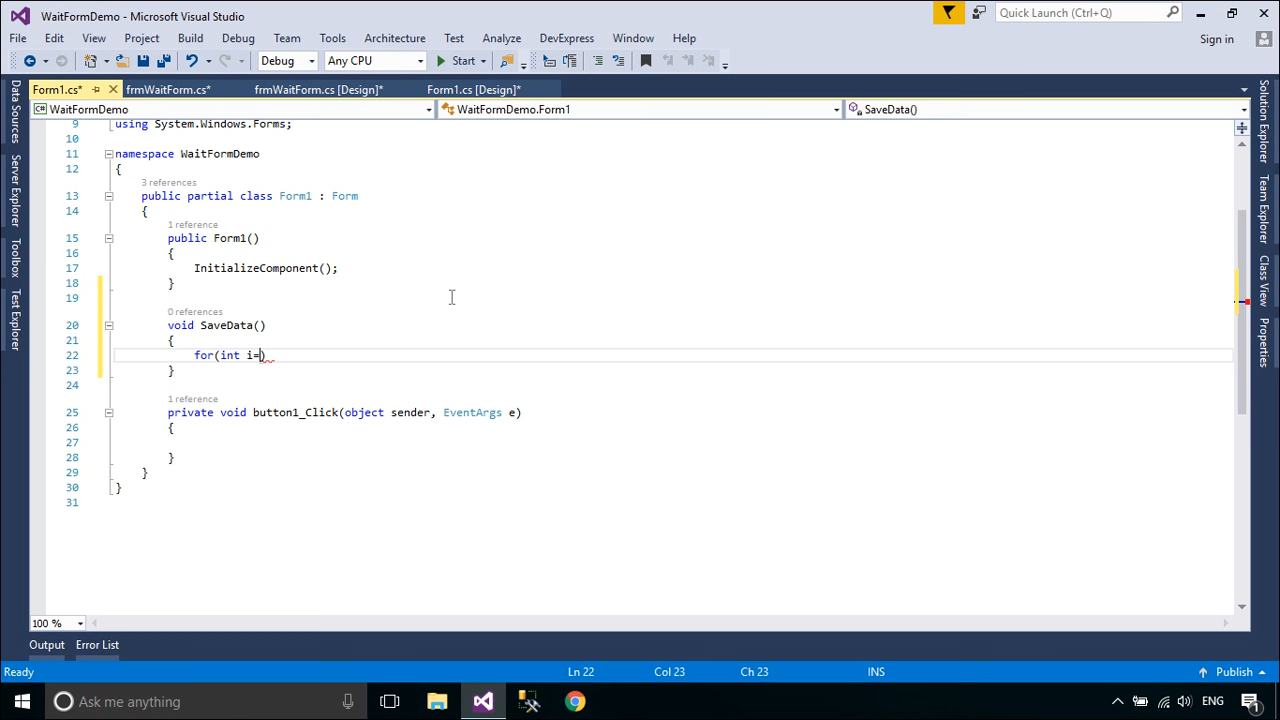 WaitFormDemo - Microsoft Visual Studio
Quick Launch (Ctrl+Q)
File Edit View Project Build Debug Team Tools Architecture Test Analyze DevExpress Window Help
Sign in
Debug Any CPU Start
Form1.cs* frmWaitForm.cs* frmWaitForm.cs [Design]* Form1.cs [Design]*
WaitFormDemo WaitFormDemo.Form1 SaveData()
Data Sources
Server Explorer
Toolbox
Test Explorer
9 using System.Windows.Forms;
10
11 namespace WaitFormDemo
12 {
3 references
13 public partial class Form1 : Form
14 {
1 reference
15 public Form1()
16 {
17 InitializeComponent();
18 }
19
0 references
20 void SaveData()
21 {
22 for(int i=)
23 }
24
1 reference
25 private void button1_Click(object sender, EventArgs e)
26 {
27
28 }
29 }
30 }
31
Solution Explorer
Team Explorer
Class View
Properties
100 %
Output Error List
Ready Ln 22 Col 23 Ch 23 INS Publish
Ask me anything ENG 1